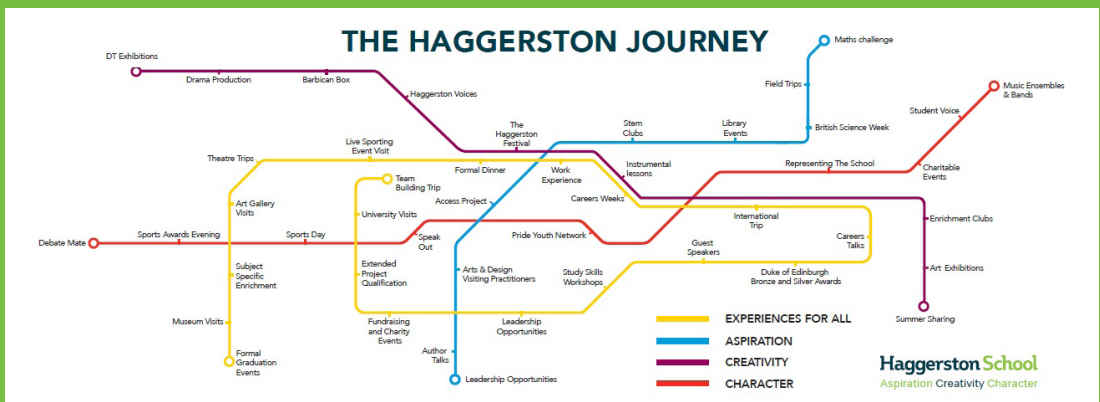 THE HAGGERSTON JOURNEY
DT Exhibitions
Drama Production
Barbican Box
Haggerston Voices
The
Haggerston
Festival
Instrumental
lessons
Enrichment Clubs
Art Exhibitions
Summer Sharing
Maths challenge
Field Trips
British Science Week
Library
Events
Stem
Clubs
Access Project
Arts & Design
Visiting Practitioners
Author
Talks
Leadership Opportunities
Music Ensembles
& Bands
Student Voice
Charitable
Events
Representing The School
Pride Youth Network
Speak
Out
Sports Day
Sports Awards Evening
Debate Mate
Theatre Trips
Live Sporting
Event Visit
Formal Dinner
Work
Experience
Careers Weeks
International
Trip
Careers
Talks
Duke of Edinburgh
Bronze and Silver Awards
Guest
Speakers
Study Skills
Workshops
Leadership
Opportunities
Fundraising
and Charity
Events
Extended
Project
Qualification
University Visits
Team
Building Trip
Art Gallery
Visits
Subject
Specific
Enrichment
Museum Visits
Formal
Graduation
Events
EXPERIENCES FOR ALL
ASPIRATION
CREATIVITY
CHARACTER
Haggerston School
Aspiration Creativity Character